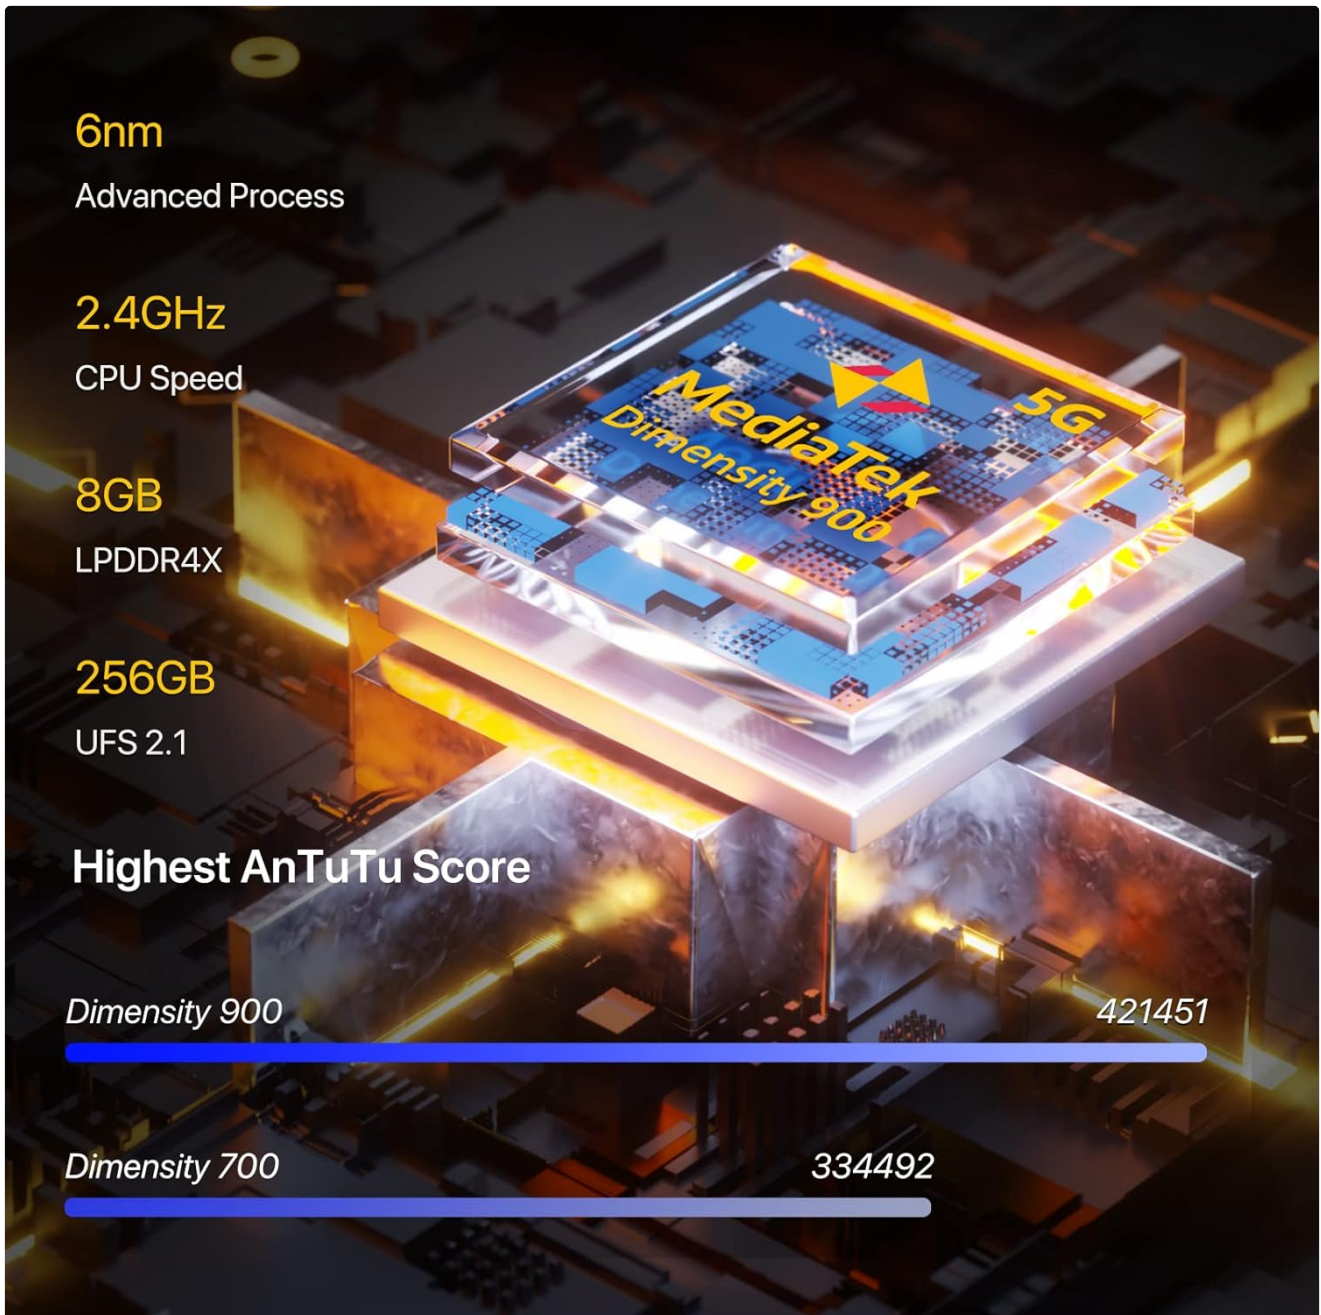 6nm
Advanced Process
2.4GHz
CPU Speed
8GB
LPDDR4X
256GB
UFS 2.1
5G
MediaTek
Dimensity 900
Highest AnTuTu Score
Dimensity 900
421451
Dimensity 700
334492